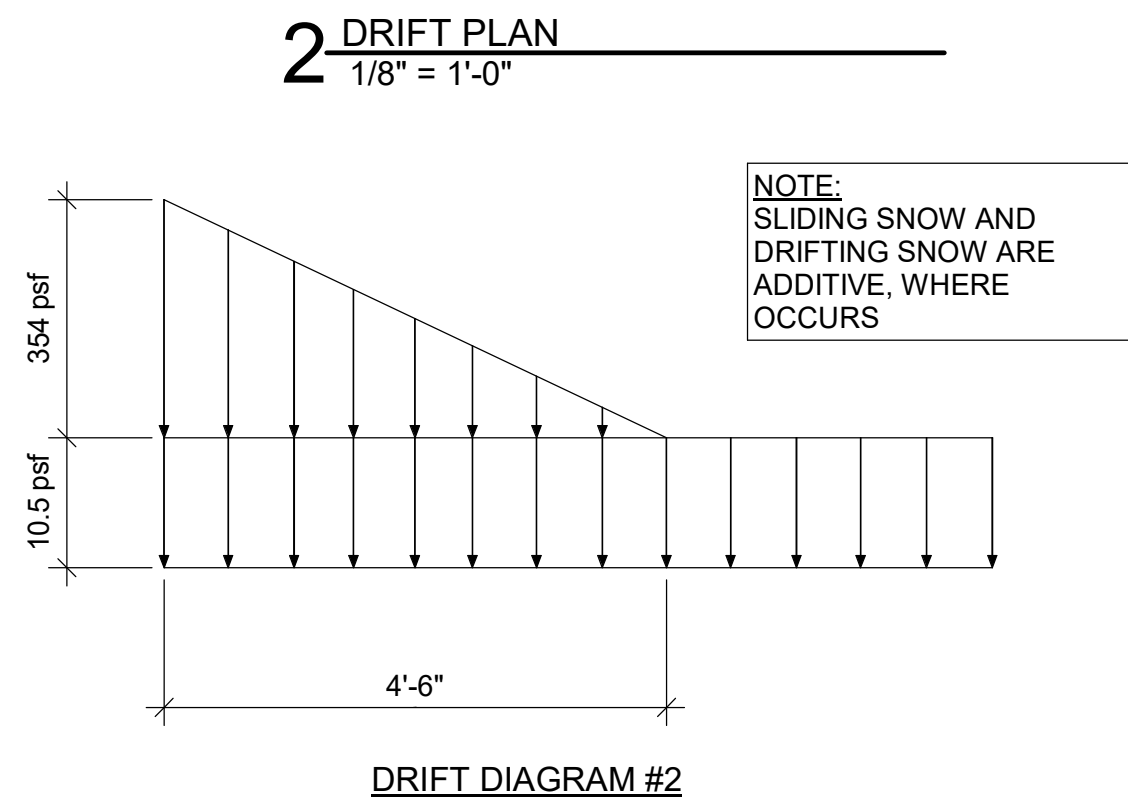 2 DRIFT PLAN
1/8" = 1'-0"
NOTE:
SLIDING SNOW AND
DRIFTING SNOW ARE
ADDITIVE, WHERE
OCCURS
354 psf
10.5 psf
4'-6"
DRIFT DIAGRAM #2